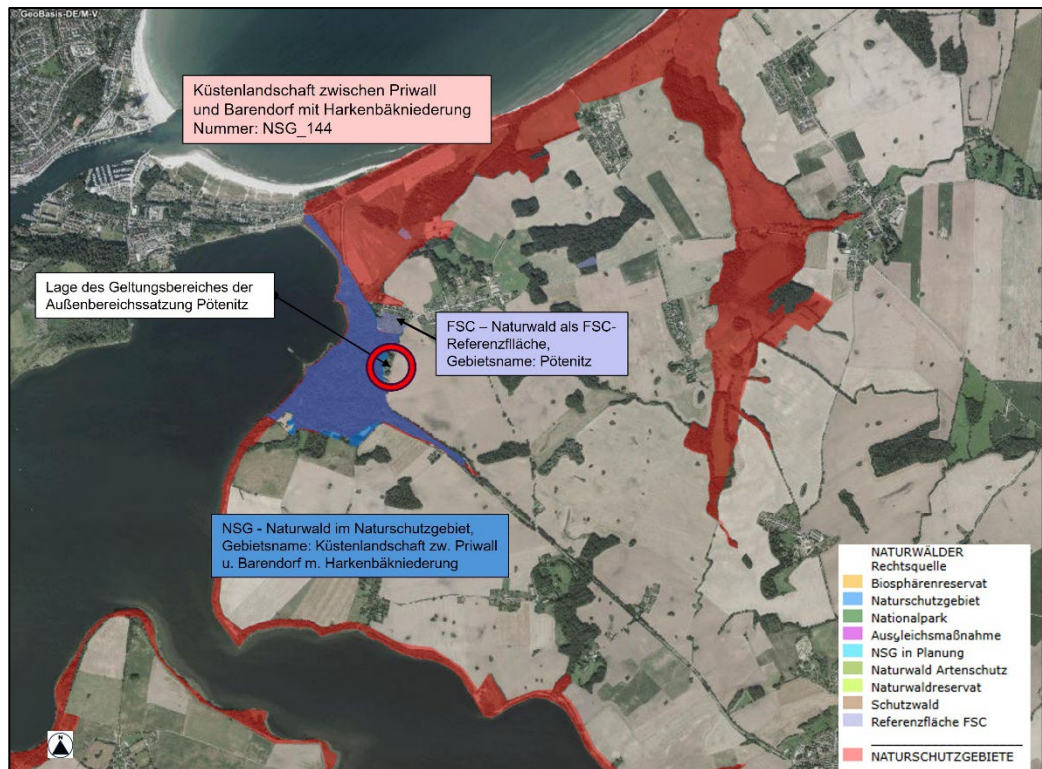 © GeoBasis-DE/M-V
Küstenlandschaft zwischen Priwall
und Barendorf mit Harkenbäkniederung
Nummer: NSG_144
Lage des Geltungsbereiches der
Außenbereichssatzung Pötenitz
FSC – Naturwald als FSC-
Referenzflläche,
Gebietsname: Pötenitz
NSG - Naturwald im Naturschutzgebiet,
Gebietsname: Küstenlandschaft zw. Priwall
u. Barendorf m. Harkenbäkniederung
NATURWÄLDER
Rechtsquelle
Biosphärenreservat
Naturschutzgebiet
Nationalpark
Ausgleichsmaßnahme
NSG in Planung
Naturwald Artenschutz
Naturwaldreservat
Schutzwald
Referenzfläche FSC
NATURSCHUTZGEBIETE
N